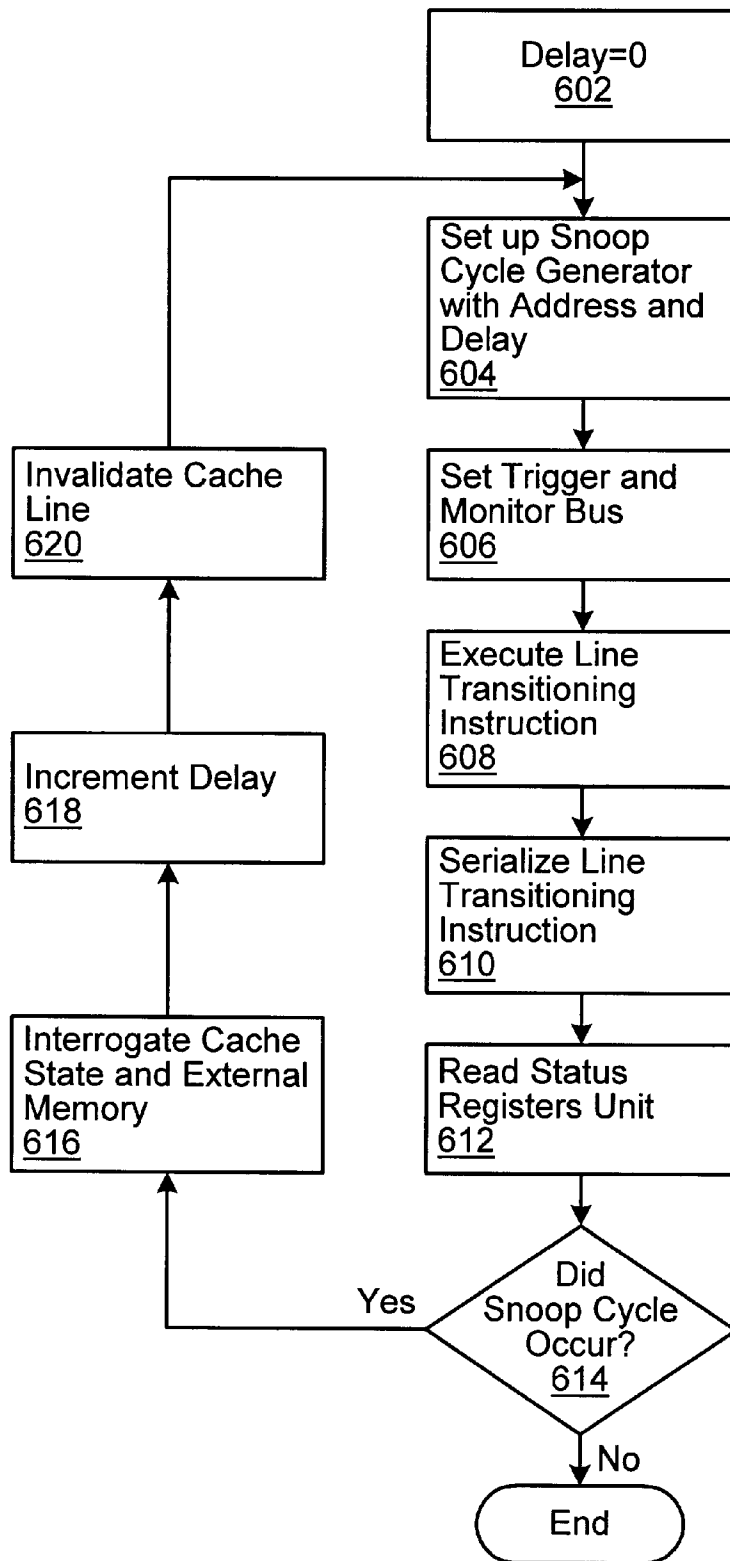 Delay=0
602
Set up Snoop
Cycle Generator
with Address and
Delay
604
Set Trigger and
Monitor Bus
606
Execute Line
Transitioning
Instruction
608
Serialize Line
Transitioning
Instruction
610
Read Status
Registers Unit
612
Did
Snoop Cycle
Occur?
614
Yes
No
End
Interrogate Cache
State and External
Memory
616
Increment Delay
618
Invalidate Cache
Line
620